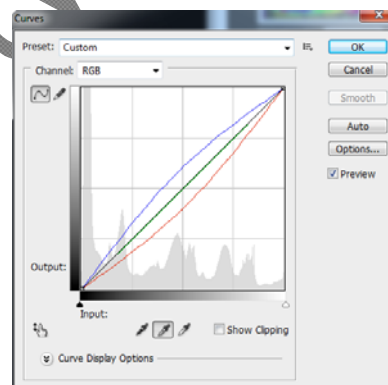 Curves
Preset: Custom
OK
Channel: RGB
Cancel
Smooth
Auto
Options...
Preview
Output:
Input:
Show Clipping
Curve Display Options